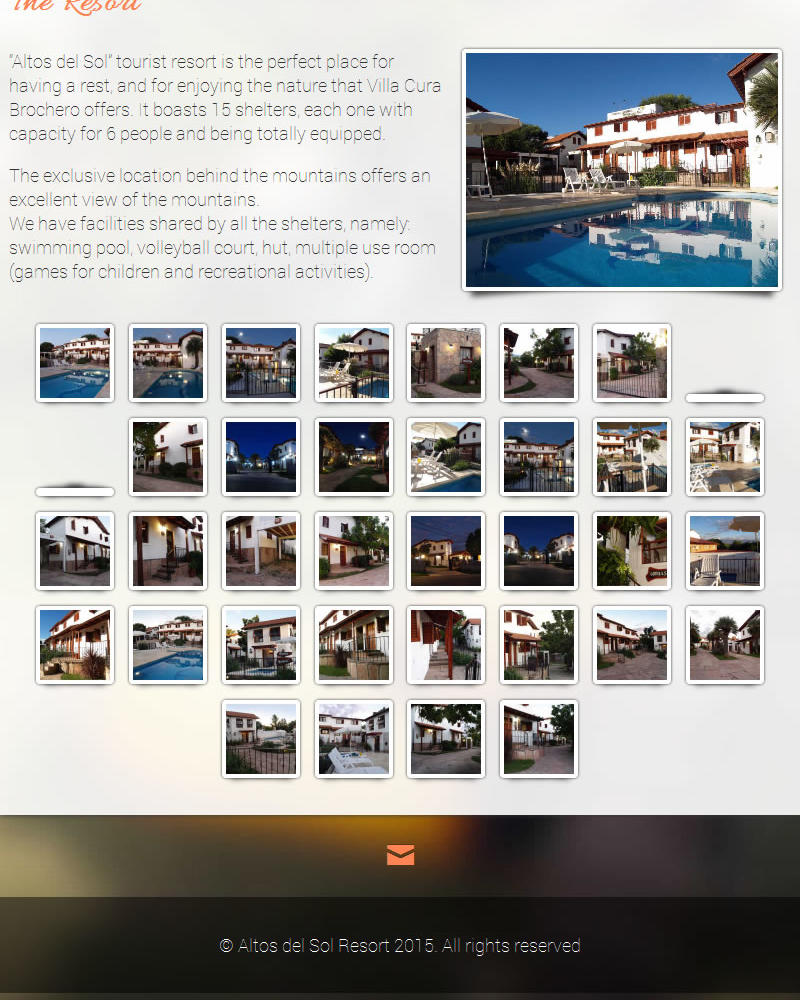 The Resort
"Altos del Sol" tourist resort is the perfect place for
having a rest, and for enjoying the nature that Villa Cura
Brochero offers. It boasts 15 shelters, each one with
capacity for 6 people and being totally equipped.
The exclusive location behind the mountains offers an
excellent view of the mountains.
We have facilities shared by all the shelters, namely:
swimming pool, volleyball court, hut, multiple use room
(games for children and recreational activities).
© Altos del Sol Resort 2015. All rights reserved